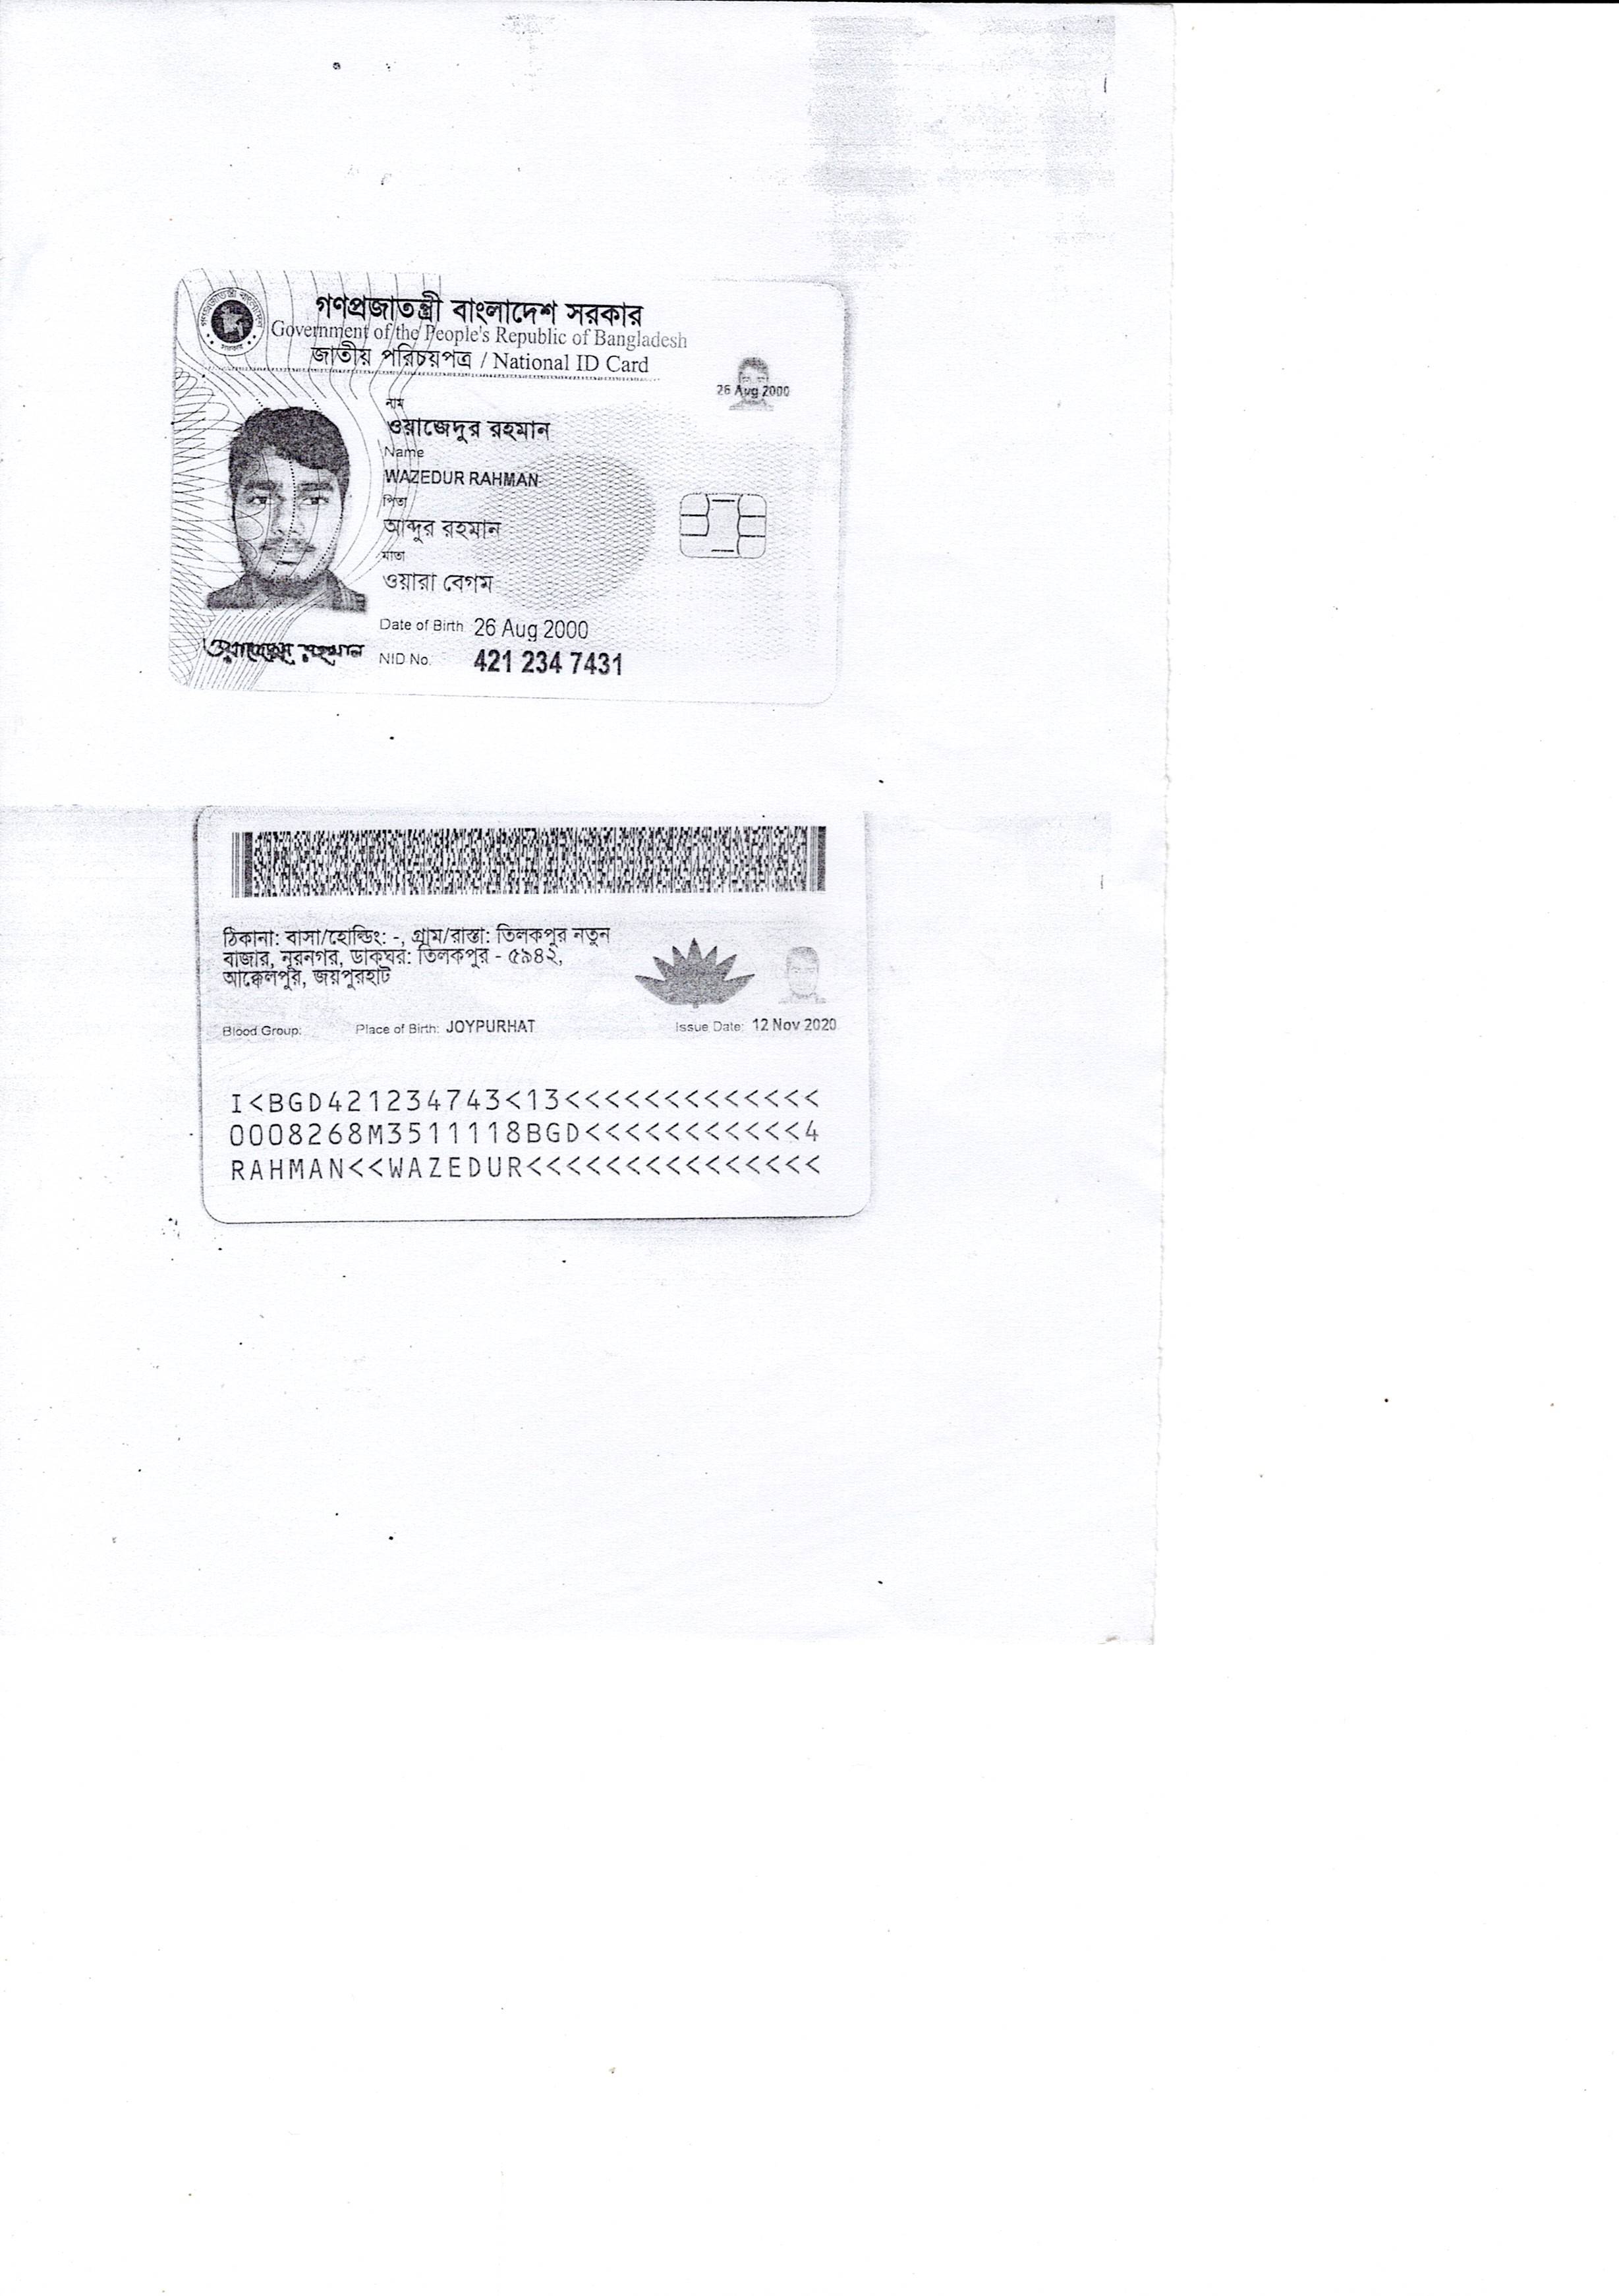 গণপ্রজাতন্ত্রী বাংলাদেশ সরকার
Government of the People's Republic of Bangladesh
জাতীয় পরিচয়পত্র / National ID Card
26 Aug 2000
নাম
ওয়াজেদুর রহমান
Name
WAZEDUR RAHMAN
পিতা
আব্দুর রহমান
মাতা
ওয়ারা বেগম
Date of Birth 26 Aug 2000
ওয়াজেদুর রহমান
NID No. 421 234 7431
ঠিকানা: বাসা/হোল্ডিং: -, গ্রাম/রাস্তা: তিলকপুর নতুন
বাজার, নূরনগর, ডাকঘর: তিলকপুর - ৫৯৪২,
আক্কেলপুর, জয়পুরহাট
Blood Group: Place of Birth: JOYPURHAT Issue Date: 12 Nov 2020
I<BGD421234743<13<<<<<<<<<<<<<
0008268M3511118BGD<<<<<<<<<<<4
RAHMAN<<WAZEDUR<<<<<<<<<<<<<<<